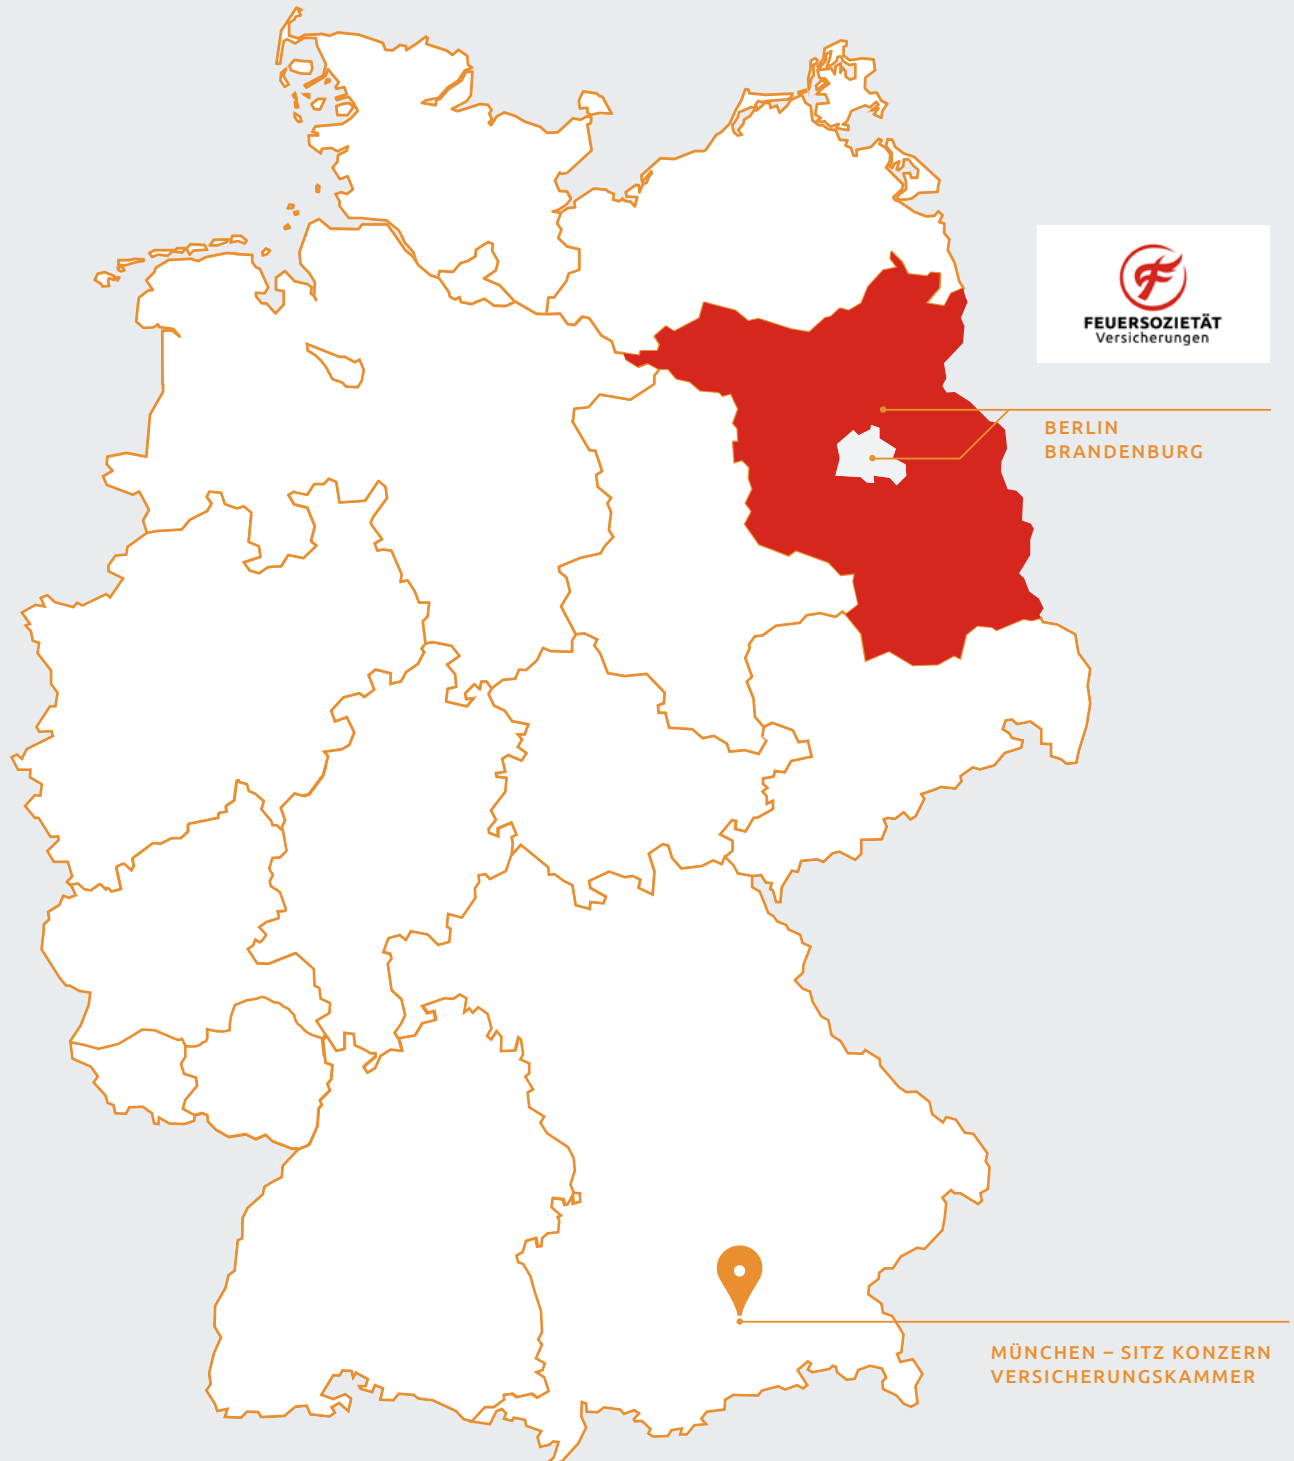 FEUERSOZIETÄT
Versicherungen
BERLIN
BRANDENBURG
MÜNCHEN – SITZ KONZERN
VERSICHERUNGSKAMMER